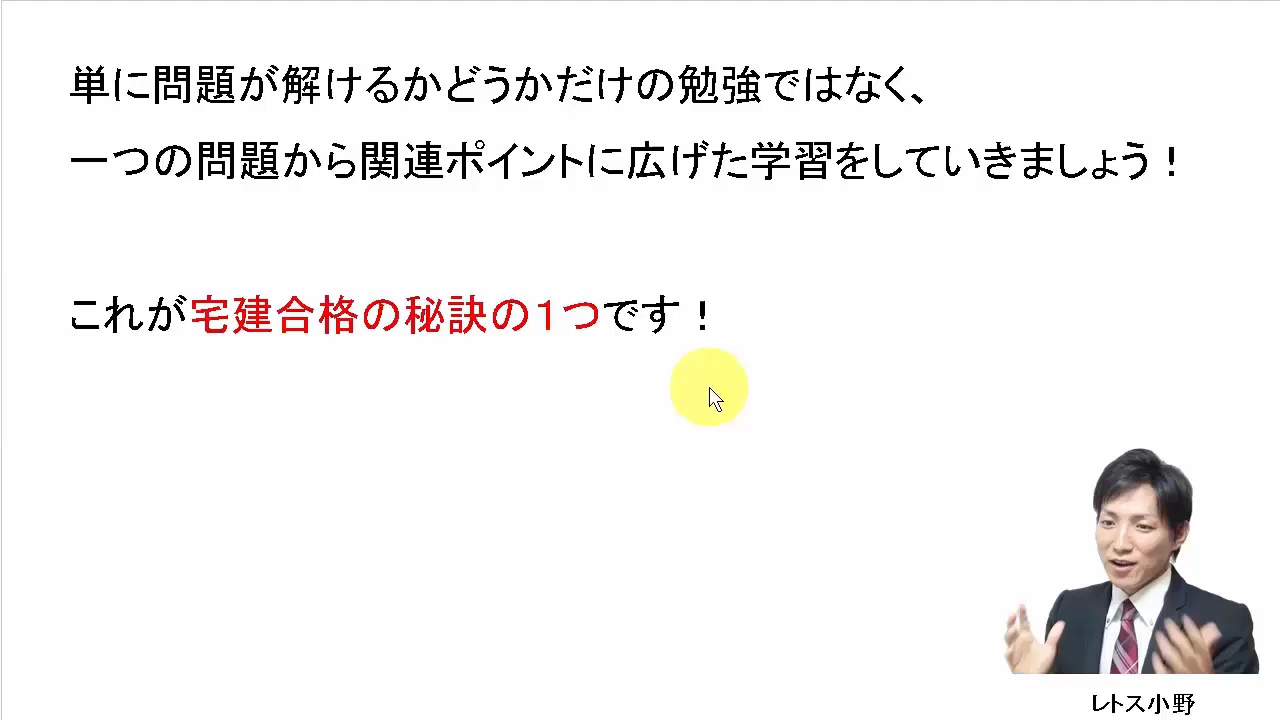 単に問題が解けるかどうかだけの勉強ではなく、
一つの問題から関連ポイントに広げた学習をしていきましょう！
これが宅建合格の秘訣の１つです！
レトス小野